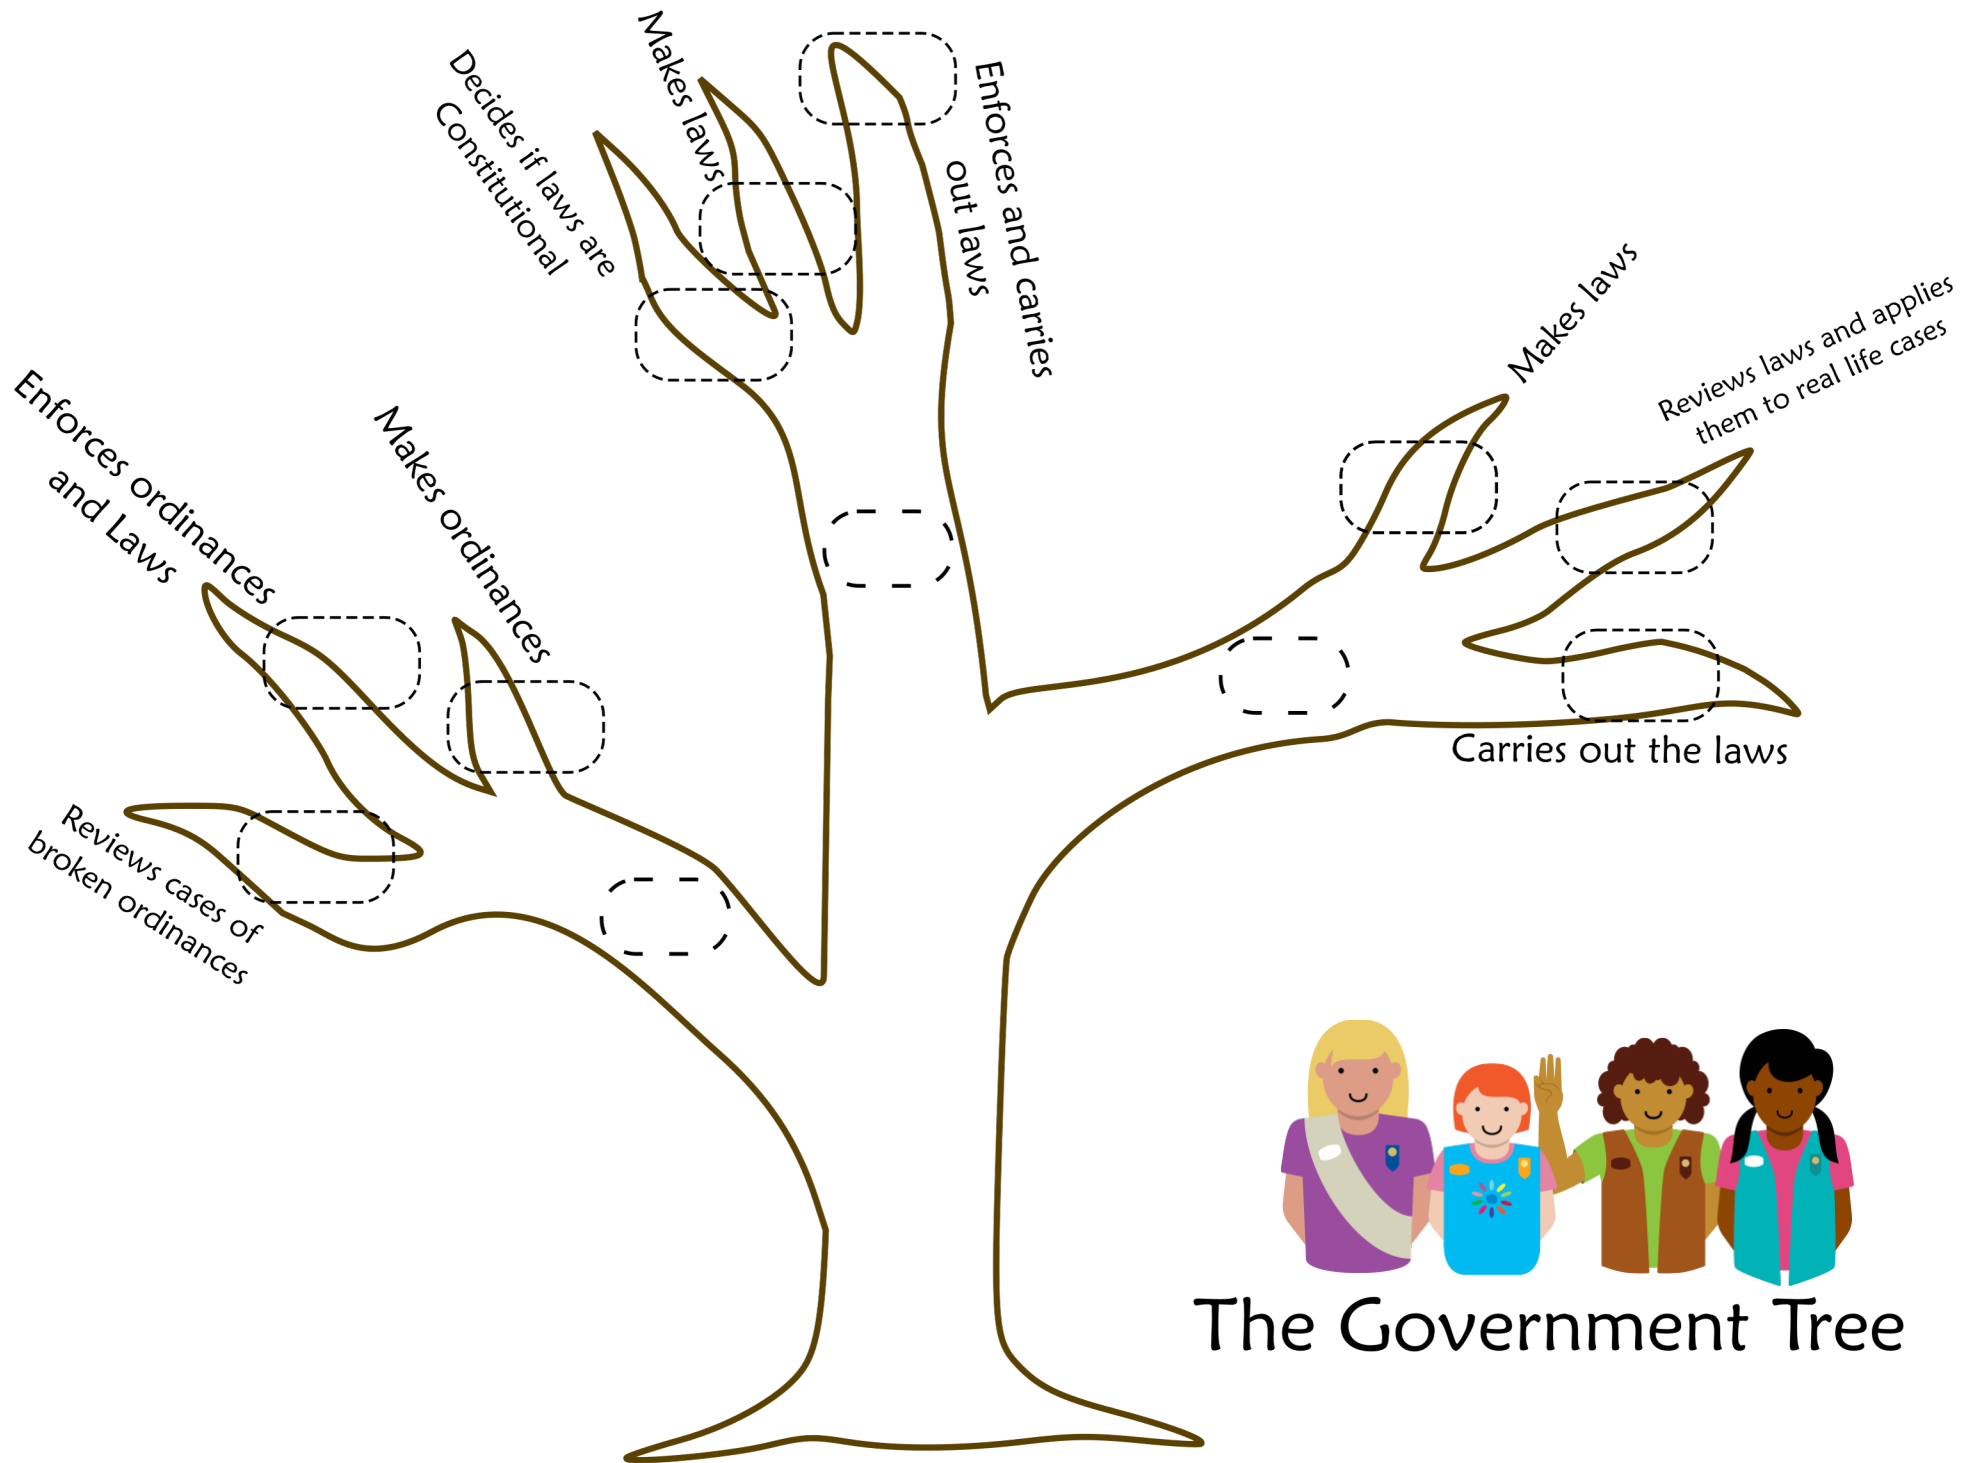 Enforces ordinances
and Laws
Makes ordinances
Reviews cases of
broken ordinances
Decides if laws are
Constitutional
Makes laws
Enforces and carries
out laws
Makes laws
Reviews laws and applies
them to real life cases
Carries out the laws
The Government Tree